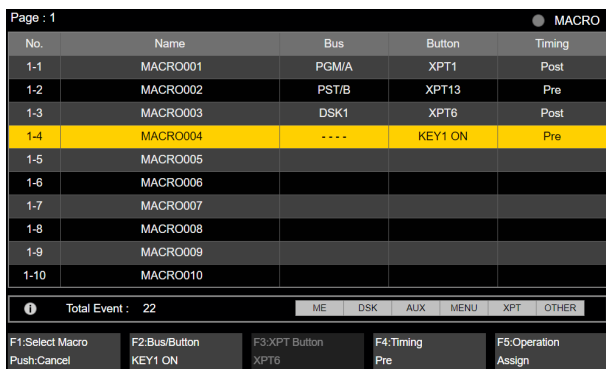 Page : 1 MACRO
No. Name Bus Button Timing
1-1 MACRO001 PGM/A XPT1 Post
1-2 MACRO002 PST/B XPT13 Pre
1-3 MACRO003 DSK1 XPT6 Post
1-4 MACRO004 - - - - KEY1 ON Pre
1-5 MACRO005
1-6 MACRO006
1-7 MACRO007
1-8 MACRO008
1-9 MACRO009
1-10 MACRO010
i Total Event : 22 ME DSK AUX MENU XPT OTHER
F1:Select Macro F2:Bus/Button F3:XPT Button F4:Timing F5:Operation
Push:Cancel KEY1 ON XPT6 Pre Assign